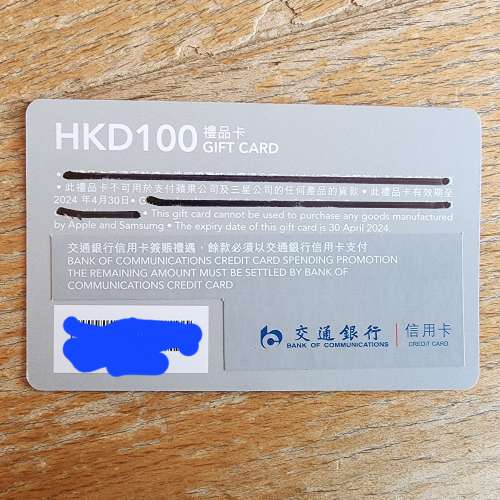 HKD100 禮品卡
GIFT CARD
• 此禮品卡不可用於支付蘋果公司及三星公司的任何產品的貨款 • 此禮品卡有效期至
2024 年4月30日 • G
• This gift card cannot be used to purchase any goods manufactured
by Apple and Samsung • The expiry date of this gift card is 30 April 2024
交通銀行信用卡簽賬禮遇，餘款必須以交通銀行信用卡支付
BANK OF COMMUNICATIONS CREDIT CARD SPENDING PROMOTION
THE REMAINING AMOUNT MUST BE SETTLED BY BANK OF
COMMUNICATIONS CREDIT CARD
交通銀行 信用卡
BANK OF COMMUNICATIONS CREDIT CARD